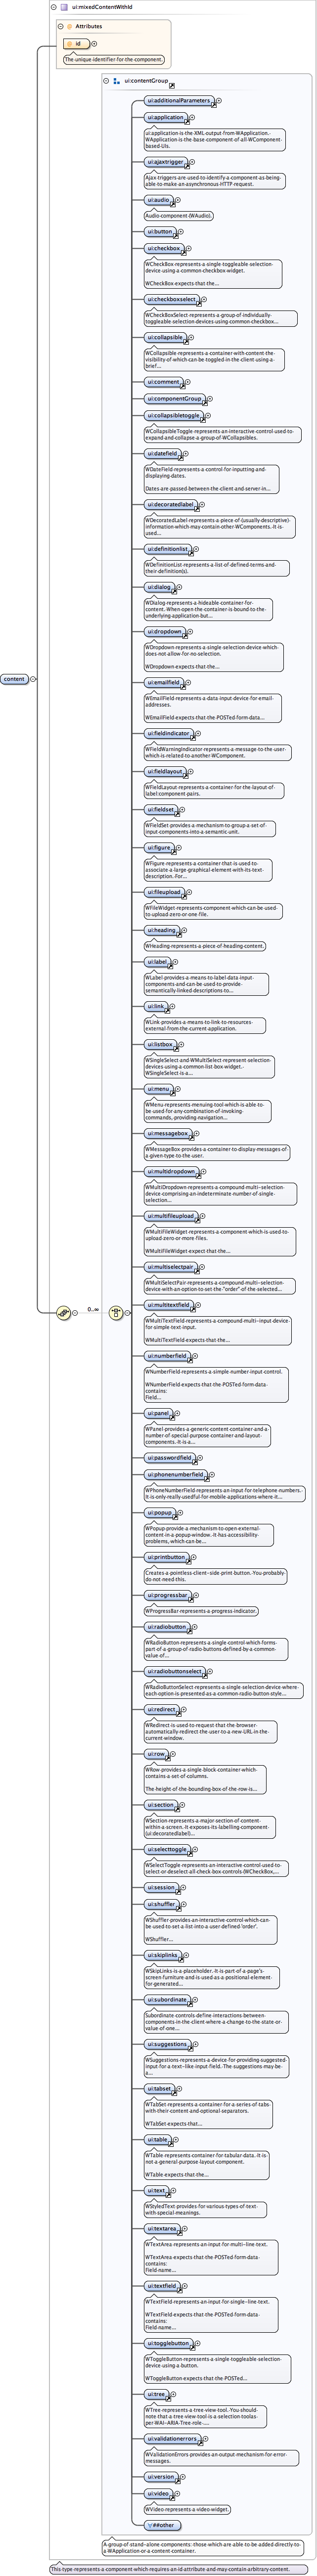 ui:mixedContentWithId
Attributes
id
The unique identifier for the component.
ui:contentGroup
ui:additionalParameters
ui:application
ui:application is the XML output from WApplication.
WApplication is the base component of all WComponent
based UIs.
ui:ajaxtrigger
Ajax triggers are used to identify a component as being
able to make an asynchronous HTTP request.
ui:audio
Audio component (WAudio).
ui:button
ui:checkbox
WCheckBox represents a single toggleable selection
device using a common checkbox widget.
WCheckBox expects that the...
ui:checkboxselect
WCheckBoxSelect represents a group of individually
toggleable selection devices using common checkbox...
ui:collapsible
WCollapsible represents a container with content the
visibility of which can be toggled in the client using a
brief...
ui:comment
ui:componentGroup
ui:collapsibletoggle
WCollapsibleToggle represents an interactive control used to
expand and collapse a group of WCollapsibles.
ui:datefield
WDateField represents a control for inputing and
displaying dates.
Dates are passed between the client and server in...
ui:decoratedlabel
WDecoratedLabel represents a piece of (usually descriptive)
information which may contain other WComponents. It is
used...
ui:definitionlist
WDefinitionList represents a list of defined terms and
their definition(s).
ui:dialog
WDialog represents a hideable container for
content. When open the container is bound to the
underlying application but...
ui:dropdown
WDropdown represents a single selection device which
does not allow for no selection.
WDropdown expects that the...
ui:emailfield
WEmailField represents a data input device for email
addresses.
WEmailField expects that the POSTed form data...
ui:fieldindicator
WFieldWarningIndicator represents a message to the user
which is related to another WComponent.
ui:fieldlayout
WFieldLayout represents a container for the layout of
label:component pairs.
ui:fieldset
WFieldSet provides a mechanism to group a set of
input components into a semantic unit.
ui:figure
WFigure represents a container that is used to
associate a large graphical element with its text
description. For...
ui:fileupload
WFileWidget represents component which can be used
to upload zero or one file.
ui:heading
WHeading represents a piece of heading content.
ui:label
WLabel provides a means to label data input
components and can be used to provide
semantically linked descriptions to...
ui:link
WLink provides a means to link to resources
external from the current application.
ui:listbox
WSingleSelect and WMultiSelect represent selection
devices using a common list box widget.
WSingleSelect is a...
ui:menu
WMenu represents menuing tool which is able to
be used for any combination of invoking
commands, providing navigation...
ui:messagebox
WMessageBox provides a container to display messages of
a given type to the user.
ui:multidropdown
WMultiDropdown represents a compound multi-selection
device comprising an indeterminate number of single
selection...
ui:multifileupload
WMultiFileWidget represents a component which is used to
upload zero or more files.
WMultiFileWidget expect that the...
ui:multiselectpair
WMultiSelectPair represents a compound multi-selection
device with an option to set the "order" of the selected...
ui:multitextfield
WMultiTextField represents a compound multi-input device
for simple text input.
WMultiTextField expects that the...
ui:numberfield
WNumberField represents a simple number input control.
WNumberField expects that the POSTed form data
contains:
Field...
ui:panel
WPanel provides a generic content container and a
number of special purpose container and layout
components. It is a...
ui:passwordfield
ui:phonenumberfield
WPhoneNumberField represents an input for telephone numbers.
It is only really usedful for mobile applications where it...
ui:popup
WPopup provide a mechanism to open external
content in a popup window. It has accessibility
problems, which can be...
ui:printbutton
Creates a pointless client-side print button. You probably
do not need this.
ui:progressbar
WProgressBar represents a progress indicator.
ui:radiobutton
WRadioButton represents a single control which forms
part of a group of radio buttons defined by a common
value of...
ui:radiobuttonselect
WRadioButtonSelect represents a single selection device where
each option is presented as a common radio button style...
ui:redirect
WRedirect is used to request that the browser
automatically redirect the user to a new URL in the
current window.
ui:row
WRow provides a single block container which
contains a set of columns.
The height of the bounding box of the row is...
ui:section
WSection represents a major section of content
within a screen. It exposes its labelling component
(ui:decoratedlabel)...
ui:selecttoggle
WSelectToggle represents an interactive control used to
select or deselect all check box controls (WCheckBox,...
ui:session
ui:shuffler
WShuffler provides an interactive control which can
be used to set a list into a user defined 'order'.
WShuffler...
ui:skiplinks
WSkipLinks is a placeholder. It is part of a page's
screen furniture and is used as a positional element
for generated...
ui:subordinate
Subordinate controls define interactions between
components in the client where a change to the state or
value of one...
ui:suggestions
WSuggestions represents a device for providing suggested
input for a text-like input field. The suggestions may be
a...
ui:tabset
WTabSet represents a container for a series of tabs
with their content and optional separators.
WTabSet expects that...
ui:table
WTable represents container for tabular data. It is
not a general purpose layout component.
WTable expects that the...
ui:text
WStyledText provides for various types of text
with special meanings.
ui:textarea
WTextArea represents an input for multi-line text.
WTextArea expects that the POSTed form data
contains:
Field name...
ui:textfield
WTextField represents an input for single-line text.
WTextField expects that the POSTed form data
contains:
Field name...
ui:togglebutton
WToggleButton represents a single toggleable selection
device using a button.
WToggleButton expects that the POSTed...
ui:tree
WTree represents a tree view tool. You should
note that a tree view tool is a selection tool as
per WAI-ARIA Tree role ....
ui:validationerrors
WValidationErrors provides an output mechanism for error
messages.
ui:version
ui:video
WVideo represents a video widget.
##other
content
0..∞
A group of stand-alone components: those which are able to be added directly to
a WApplication or a content container.
This type represents a component which requires an id attribute and may contain arbitrary content.